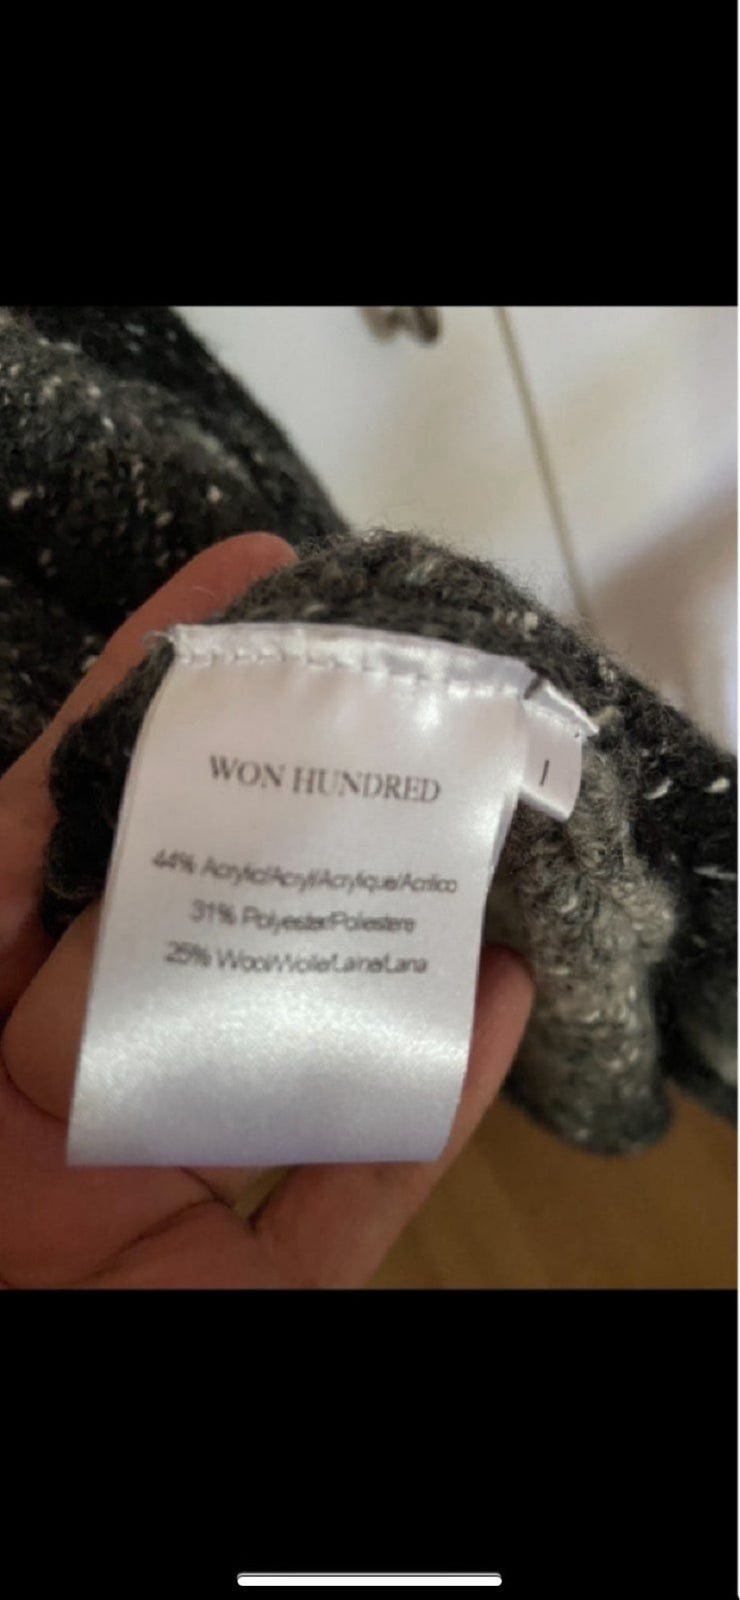 WON HUNDRED
I
44% Acrylic/Acryl/Acrylique/Acrilico
31% Polyester/Poliestere
25% Wool/Wolle/Laine/Lana